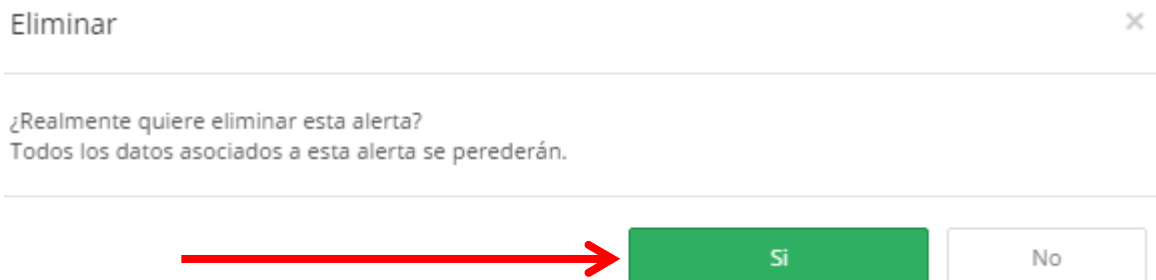 Eliminar
¿Realmente quiere eliminar esta alerta?
Todos los datos asociados a esta alerta se perederán.
Si No